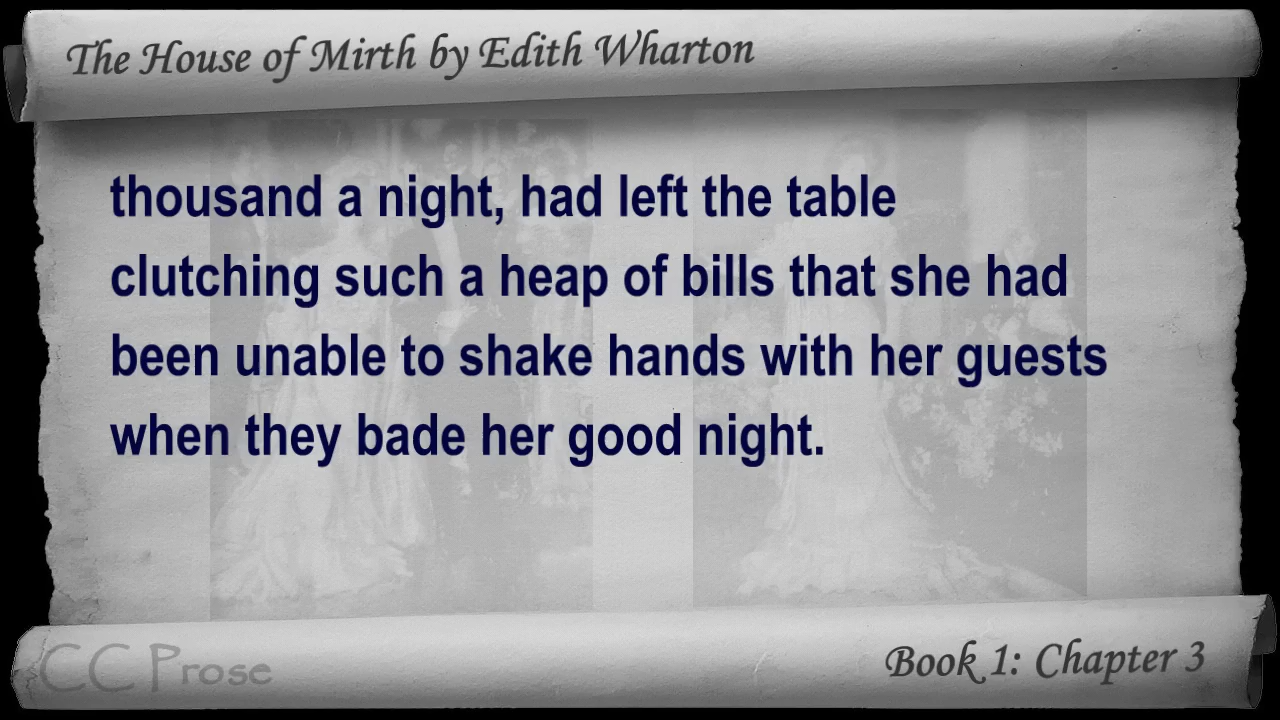 The House of Mirth by Edith Wharton
thousand a night, had left the table
clutching such a heap of bills that she had
been unable to shake hands with her guests
when they bade her good night.
CC Prose
Book 1: Chapter 3